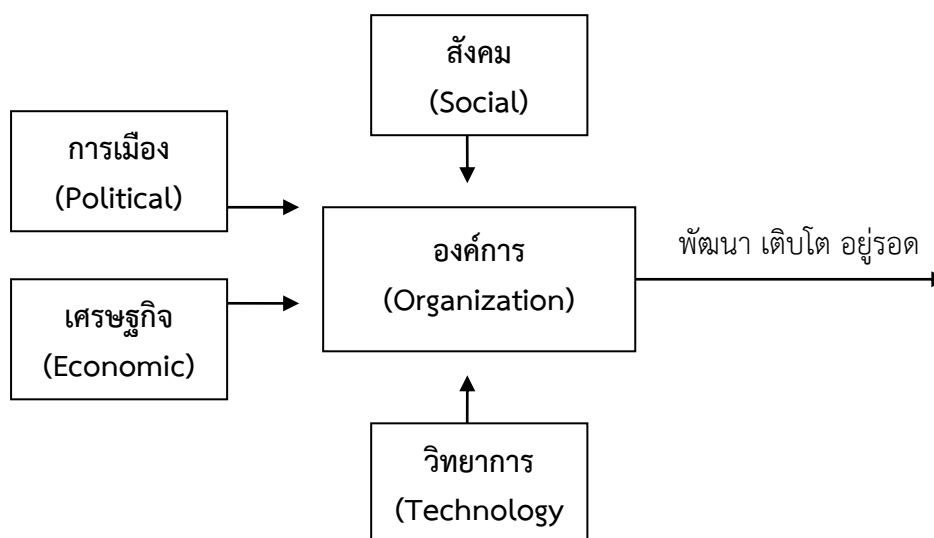 สังคม
(Social)
การเมือง
(Political)
องค์การ
(Organization)
พัฒนา เติบโต อยู่รอด
เศรษฐกิจ
(Economic)
วิทยาการ
(Technology